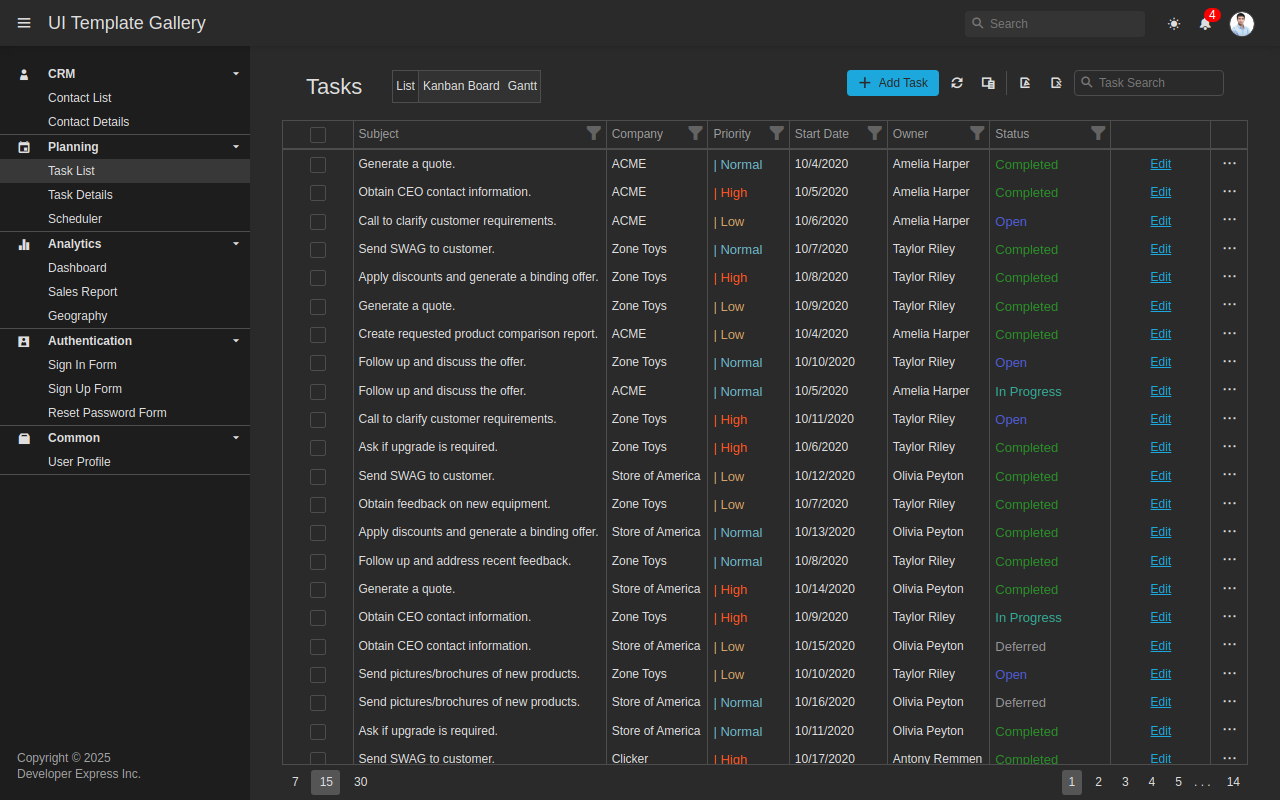 UI Template Gallery
Search
4
CRM
Contact List
Contact Details
Planning
Task List
Task Details
Scheduler
Analytics
Dashboard
Sales Report
Geography
Authentication
Sign In Form
Sign Up Form
Reset Password Form
Common
User Profile
Copyright © 2025
Developer Express Inc.
Tasks
List Kanban Board Gantt
Add Task
Task Search
Subject Company Priority Start Date Owner Status
Generate a quote. ACME | Normal 10/4/2020 Amelia Harper Completed Edit ...
Obtain CEO contact information. ACME | High 10/5/2020 Amelia Harper Completed Edit ...
Call to clarify customer requirements. ACME | Low 10/6/2020 Amelia Harper Open Edit ...
Send SWAG to customer. Zone Toys | Normal 10/7/2020 Taylor Riley Completed Edit ...
Apply discounts and generate a binding offer. Zone Toys | High 10/8/2020 Taylor Riley Completed Edit ...
Generate a quote. Zone Toys | Low 10/9/2020 Taylor Riley Completed Edit ...
Create requested product comparison report. ACME | Low 10/4/2020 Amelia Harper Completed Edit ...
Follow up and discuss the offer. Zone Toys | Normal 10/10/2020 Taylor Riley Open Edit ...
Follow up and discuss the offer. ACME | Normal 10/5/2020 Amelia Harper In Progress Edit ...
Call to clarify customer requirements. Zone Toys | High 10/11/2020 Taylor Riley Open Edit ...
Ask if upgrade is required. Zone Toys | High 10/6/2020 Taylor Riley Completed Edit ...
Send SWAG to customer. Store of America | Low 10/12/2020 Olivia Peyton Completed Edit ...
Obtain feedback on new equipment. Zone Toys | Low 10/7/2020 Taylor Riley Completed Edit ...
Apply discounts and generate a binding offer. Store of America | Normal 10/13/2020 Olivia Peyton Completed Edit ...
Follow up and address recent feedback. Zone Toys | Normal 10/8/2020 Taylor Riley Completed Edit ...
Generate a quote. Store of America | High 10/14/2020 Olivia Peyton Completed Edit ...
Obtain CEO contact information. Zone Toys | High 10/9/2020 Taylor Riley In Progress Edit ...
Obtain CEO contact information. Store of America | Low 10/15/2020 Olivia Peyton Deferred Edit ...
Send pictures/brochures of new products. Zone Toys | Low 10/10/2020 Taylor Riley Open Edit ...
Send pictures/brochures of new products. Store of America | Normal 10/16/2020 Olivia Peyton Deferred Edit ...
Ask if upgrade is required. Store of America | Normal 10/11/2020 Olivia Peyton Completed Edit ...
Send SWAG to customer. Clicker | High 10/17/2020 Antony Remmen Completed Edit ...
7 15 30
1 2 3 4 5 . . . 14